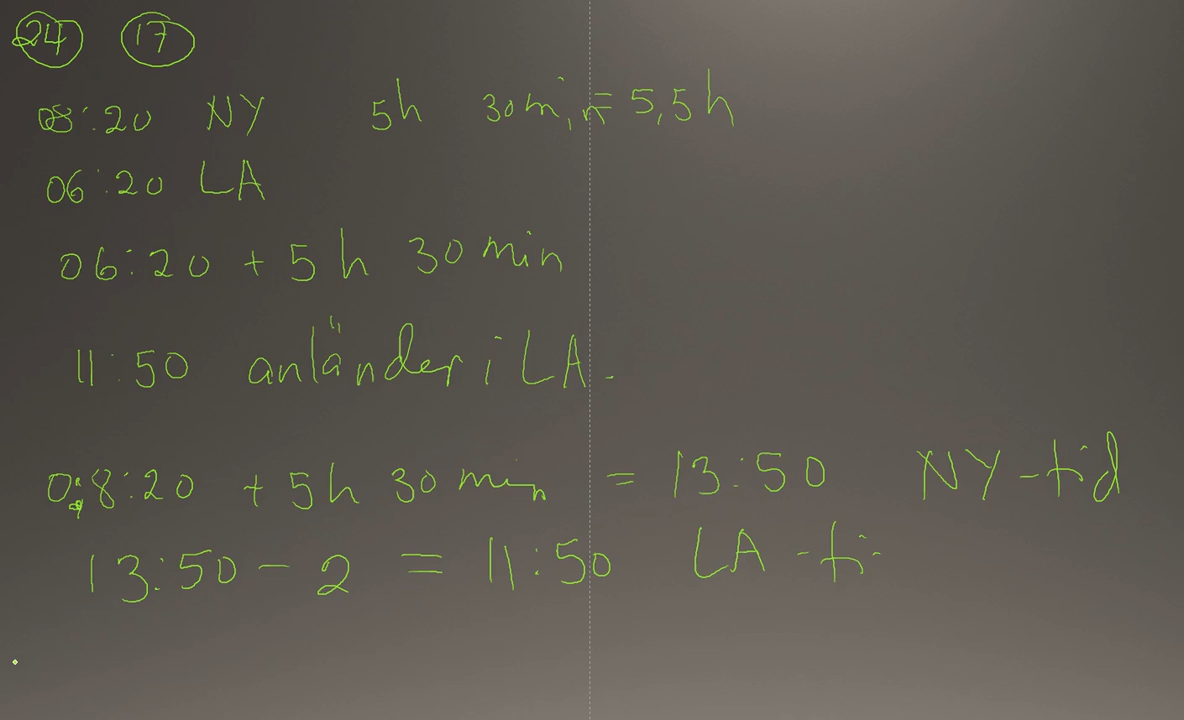 24 17
08:20 NY 5h 30min = 5,5h
06:20 LA
06:20 + 5h 30min
11:50 anländer i LA.
08:20 + 5h 30min = 13:50 NY-tid
13:50 - 2 = 11:50 LA-ti